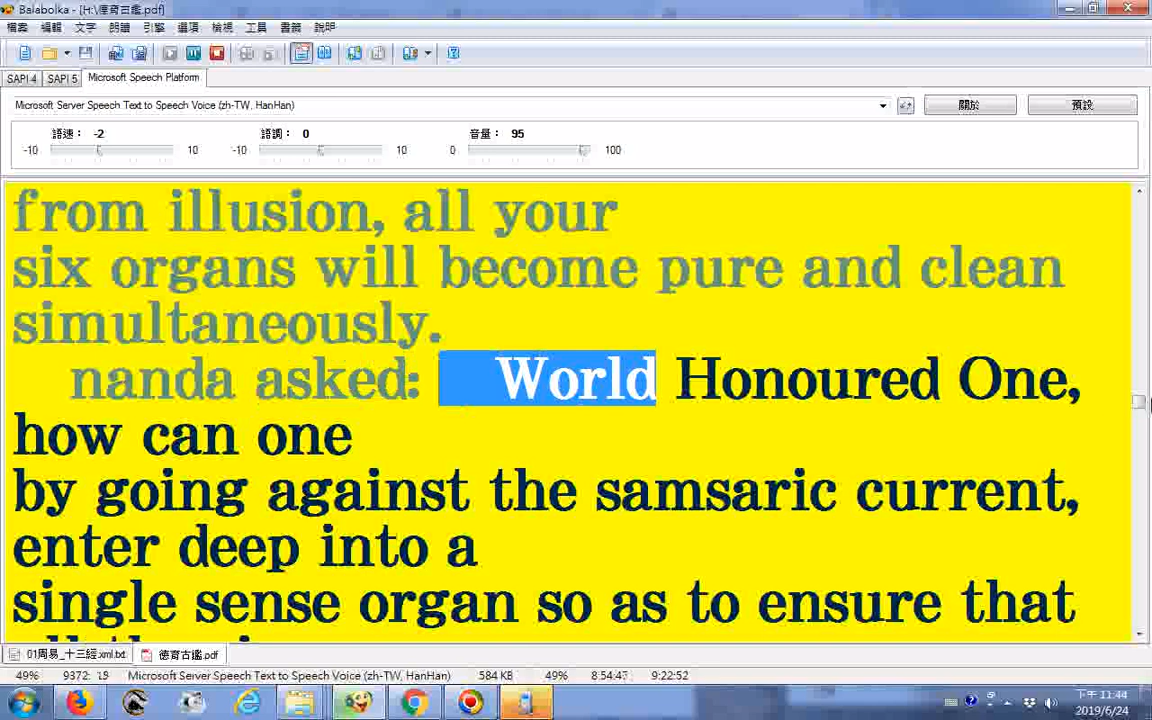 Balabolka - [H:\德育古鑑.pdf]
檔案 編輯 文字 朗讀 引擎 選項 檢視 工具 書籤 說明
SAPI 4 SAPI 5 Microsoft Speech Platform
Microsoft Server Speech Text to Speech Voice (zh-TW, HanHan) 關於 預設
語速： -2 語調： 0 音量： 95
-10 10 -10 10 0 100
from illusion, all your
six organs will become pure and clean
simultaneously.
nanda asked: World Honoured One,
how can one
by going against the samsaric current,
enter deep into a
single sense organ so as to ensure that
01周易_十三經.xml.txt 德育古鑑.pdf
49% 9372: 15 Microsoft Server Speech Text to Speech Voice (zh-TW, HanHan) 584 KB 49% 8:54:47 9:22:52
下午 11:44
2019/6/24